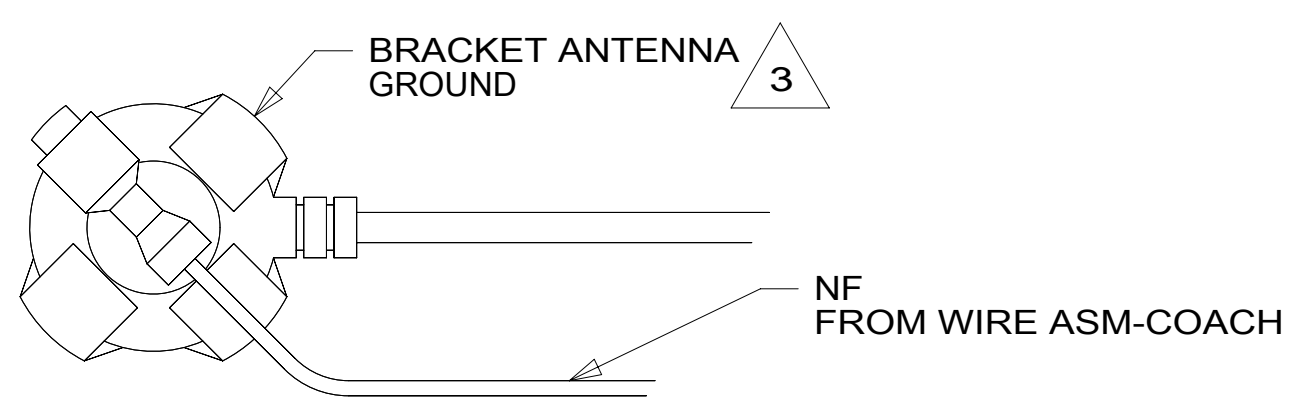 BRACKET ANTENNA
GROUND
3
NF
FROM WIRE ASM-COACH